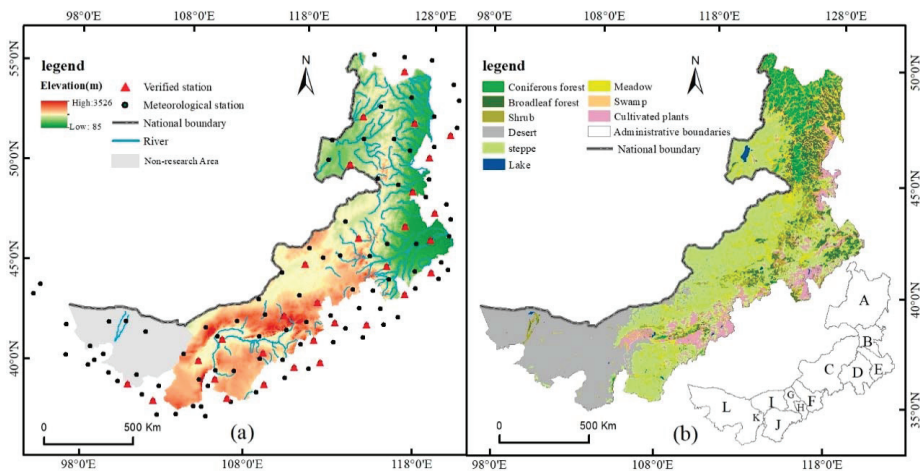 98°0'E 108°0'E 118°0'E 128°0'E 98°0'E 108°0'E 118°0'E 128°0'E
55°0'N
50°0'N
45°0'N
40°0'N
legend
Elevation(m)
High:3526
Low: 85
Verified station
Meteorological station
National boundary
River
Non-research Area
N
0 500 Km
(a)
legend
Coniferous forest
Broadleaf forest
Shrub
Desert
steppe
Lake
Meadow
Swamp
Cultivated plants
Administrative boundaries
National boundary
N
50°0'N
45°0'N
40°0'N
35°0'N
A
B
C D E
L I G H F
K J
0 500 Km
(b)
98°0'E 108°0'E 118°0'E 108°0'E 118°0'E